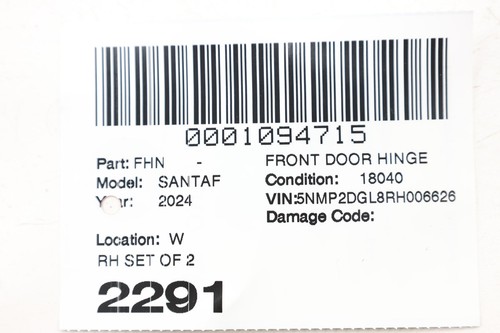 0001094715
Part: FHN - FRONT DOOR HINGE
Model: SANTAF Condition: 18040
Year: 2024 VIN:5NMP2DGL8RH006626
Damage Code:
Location: W
RH SET OF 2
2291